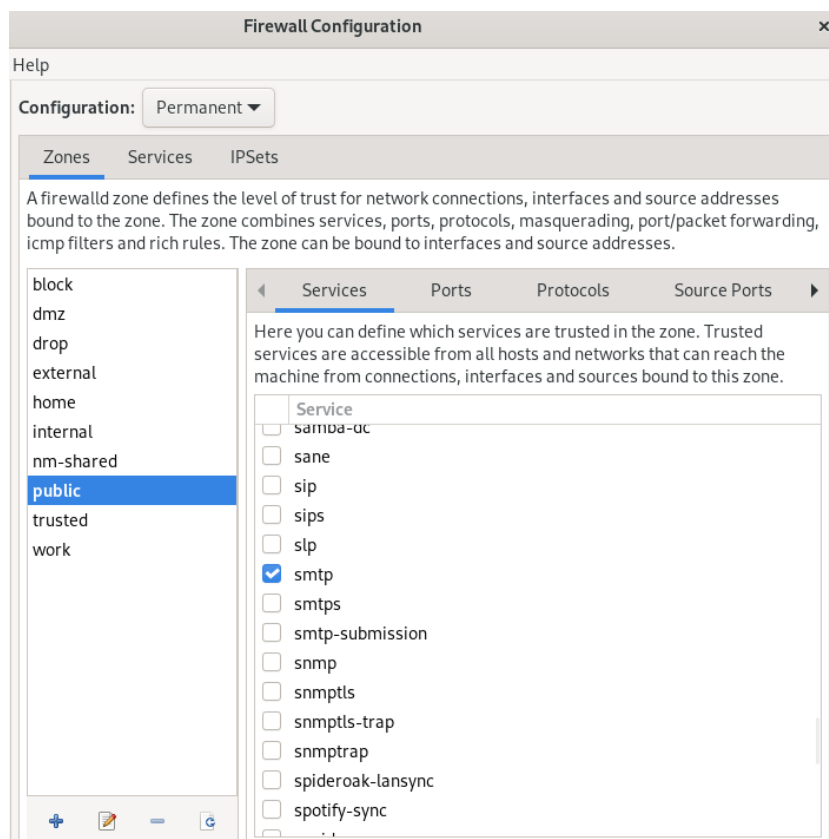 Firewall Configuration
Help
Configuration: Permanent
Zones Services IPSets
A firewalld zone defines the level of trust for network connections, interfaces and source addresses
bound to the zone. The zone combines services, ports, protocols, masquerading, port/packet forwarding,
icmp filters and rich rules. The zone can be bound to interfaces and source addresses.
block
dmz
drop
external
home
internal
nm-shared
public
trusted
work
Services Ports Protocols Source Ports
Here you can define which services are trusted in the zone. Trusted
services are accessible from all hosts and networks that can reach the
machine from connections, interfaces and sources bound to this zone.
Service
samba-dc
sane
sip
sips
slp
smtp
smtps
smtp-submission
snmp
snmptls
snmptls-trap
snmptrap
spideroak-lansync
spotify-sync